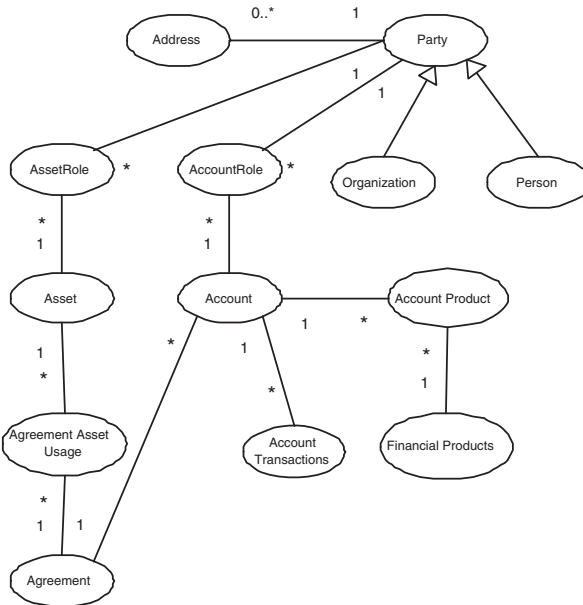 0..* 1
Address
Party
1
1
AssetRole
*
AccountRole
*
Organization
Person
*
1
*
1
Asset
Account
Account Product
1
*
*
1
*
1
*
*
1
Agreement Asset
Usage
Account
Transactions
Financial Products
*
1
1
Agreement